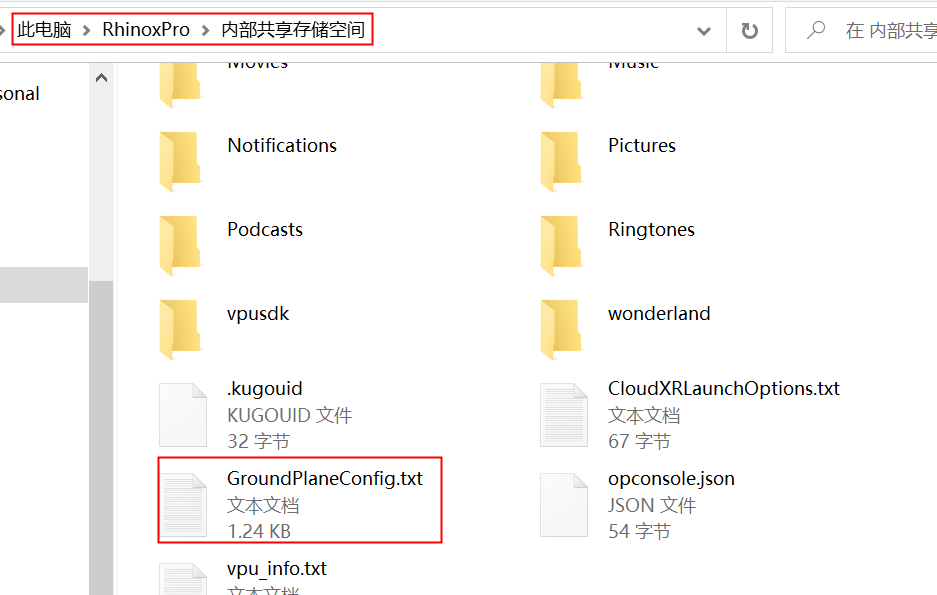 此电脑 > RhinoxPro > 内部共享存储空间
在 内部共享
sonal
Movies
Music
Notifications
Pictures
Podcasts
Ringtones
vpusdk
wonderland
.kugouid
KUGOUID 文件
32 字节
CloudXRLaunchOptions.txt
文本文档
67 字节
GroundPlaneConfig.txt
文本文档
1.24 KB
opconsole.json
JSON 文件
54 字节
vpu_info.txt
文本文档